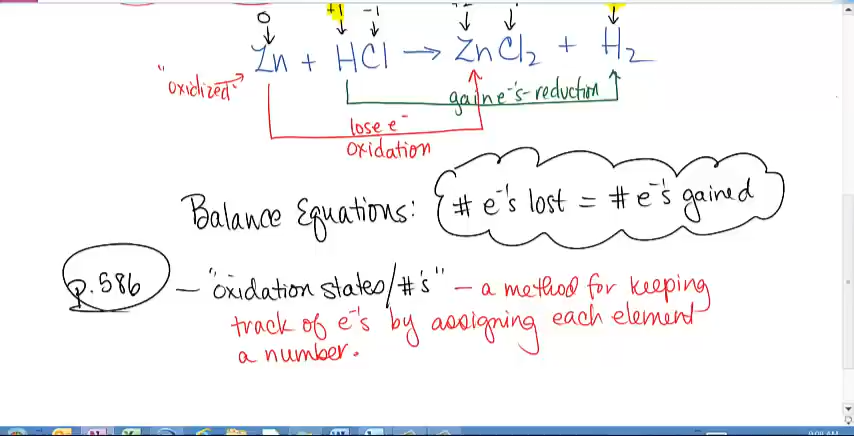 0 +1 -1
Zn + HCl → ZnCl₂ + H₂
"oxidized"
gain e⁻'s - reduction
lose e⁻
oxidation
Balance Equations: # e⁻'s lost = # e⁻'s gained
p. 586 - "oxidation states/#'s" - a method for keeping
track of e⁻'s by assigning each element
a number.